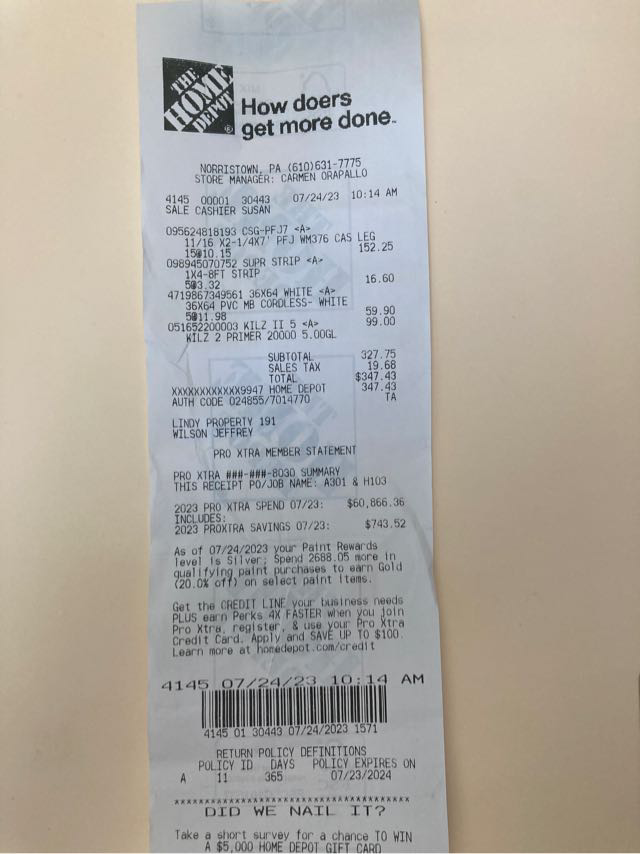 THE
HOME
DEPOT
How doers
get more done.™
NORRISTOWN, PA (610)631-7775
STORE MANAGER: CARMEN ORAPALLO
4145 00001 30443 07/24/23 10:14 AM
SALE CASHIER SUSAN
095624818193 CSG-PFJ7 <A>
11/16 X2-1/4X7' PFJ WM376 CAS LEG
15@10.15 152.25
098945070752 SUPR STRIP <A>
1X4-8FT STRIP
5@3.32 16.60
4719867349561 36X64 WHITE <A>
36X64 PVC MB CORDLESS- WHITE
5@11.98 59.90
051652200003 KILZ II 5 <A> 99.00
KILZ 2 PRIMER 20000 5.00GL
SUBTOTAL 327.75
SALES TAX 19.68
TOTAL $347.43
XXXXXXXXXXXX9947 HOME DEPOT 347.43
AUTH CODE 024855/7014770 TA
LINDY PROPERTY 191
WILSON JEFFREY
PRO XTRA MEMBER STATEMENT
PRO XTRA ###-###-8030 SUMMARY
THIS RECEIPT PO/JOB NAME: A301 & H103
2023 PRO XTRA SPEND 07/23: $60,866.36
INCLUDES:
2023 PROXTRA SAVINGS 07/23: $743.52
As of 07/24/2023 your Paint Rewards
level is Silver; Spend 2688.05 more in
qualifying paint purchases to earn Gold
(20.0% off) on select paint items.
Get the CREDIT LINE your business needs
PLUS earn Perks 4X FASTER when you join
Pro Xtra, register, & use your Pro Xtra
Credit Card. Apply and SAVE UP TO $100.
Learn more at homedepot.com/credit
4145 07/24/23 10:14 AM
4145 01 30443 07/24/2023 1571
RETURN POLICY DEFINITIONS
POLICY ID DAYS POLICY EXPIRES ON
A 11 365 07/23/2024
DID WE NAIL IT?
Take a short survey for a chance TO WIN
A $5,000 HOME DEPOT GIFT CARD